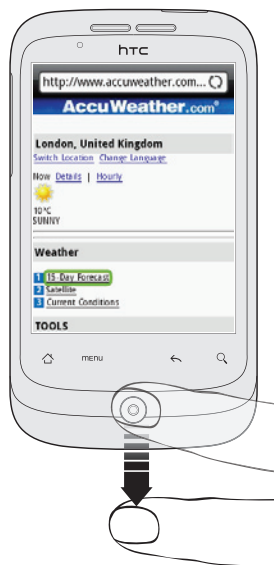 htc
http://www.accuweather.com...
AccuWeather.com®
London, United Kingdom
Switch Location Change Language
Now Details | Hourly
10°C
SUNNY
Weather
1 15-Day Forecast
2 Satellite
3 Current Conditions
TOOLS
menu